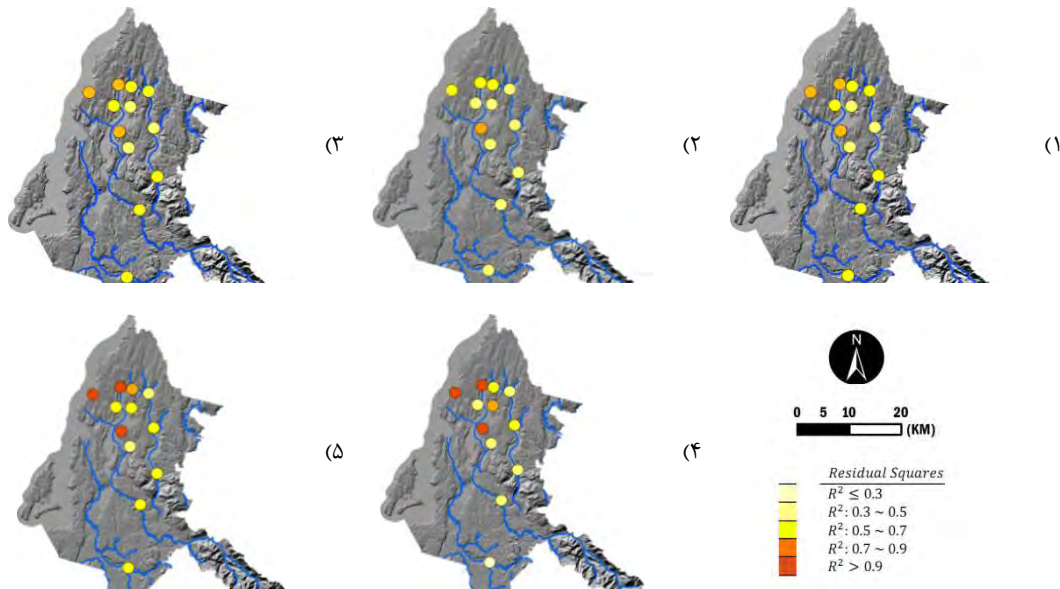 ۱)
۲)
۳)
۴)
۵)
N
0 5 10 20 (KM)
Residual Squares
R² ≤ 0.3
R²: 0.3 ~ 0.5
R²: 0.5 ~ 0.7
R²: 0.7 ~ 0.9
R² > 0.9